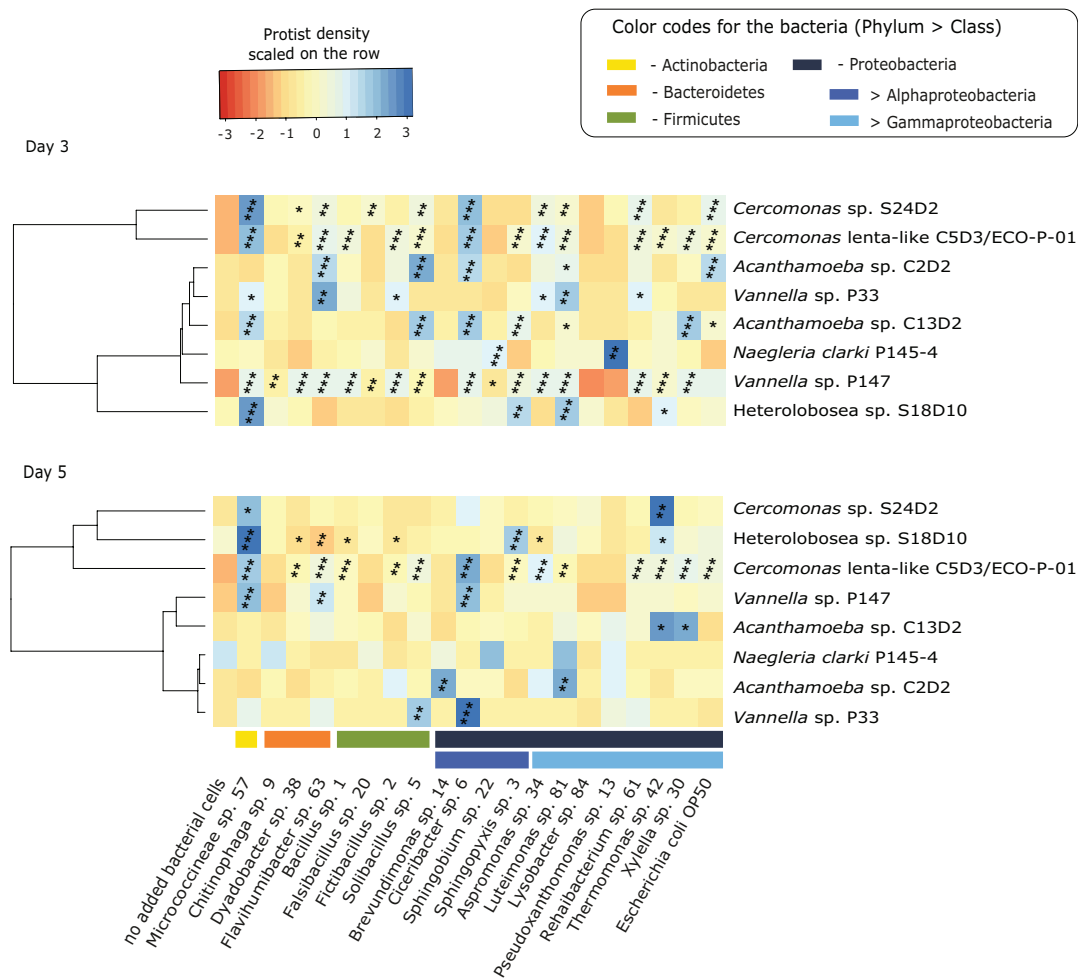 Protist density
scaled on the row
-3 -2 -1 0 1 2 3
Color codes for the bacteria (Phylum > Class)
- Actinobacteria
- Bacteroidetes
- Firmicutes
- Proteobacteria
> Alphaproteobacteria
> Gammaproteobacteria
Day 3
Cercomonas sp. S24D2
Cercomonas lenta-like C5D3/ECO-P-01
Acanthamoeba sp. C2D2
Vannella sp. P33
Acanthamoeba sp. C13D2
Naegleria clarki P145-4
Vannella sp. P147
Heterolobosea sp. S18D10
Day 5
Cercomonas sp. S24D2
Heterolobosea sp. S18D10
Cercomonas lenta-like C5D3/ECO-P-01
Vannella sp. P147
Acanthamoeba sp. C13D2
Naegleria clarki P145-4
Acanthamoeba sp. C2D2
Vannella sp. P33
no added bacterial cells
Micrococcineae sp. 57
Chitinophaga sp. 9
Dyadobacter sp. 38
Flavihumibacter sp. 63
Bacillus sp. 1
Falsibacillus sp. 20
Fictibacillus sp. 2
Solibacillus sp. 5
Brevundimonas sp. 14
Ciceribacter sp. 6
Sphingobium sp. 22
Sphingopyxis sp. 3
Aspromonas sp. 34
Luteimonas sp. 81
Lysobacter sp. 84
Pseudoxanthomonas sp. 13
Rehaibacterium sp. 61
Thermomonas sp. 42
Xylella sp. 30
Escherichia coli OP50